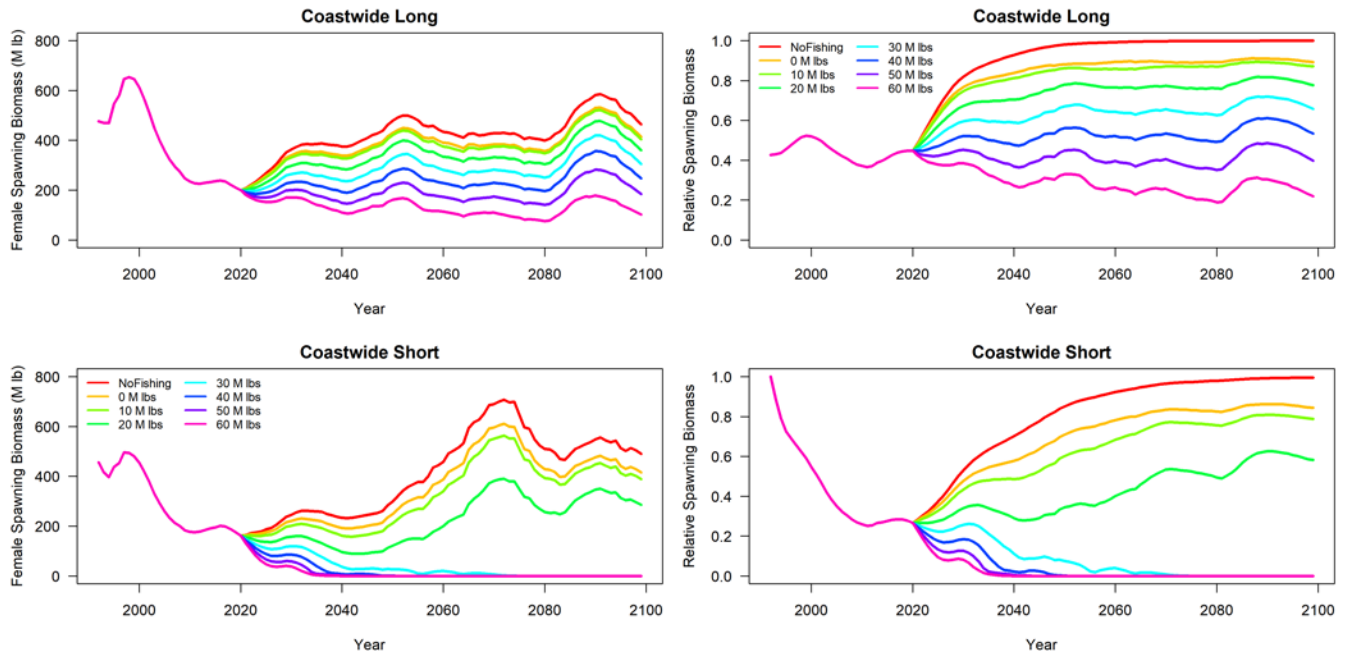 Coastwide Long
Female Spawning Biomass (M lb)
800
600
400
200
0
2000 2020 2040 2060 2080 2100
Year
Coastwide Long
Relative Spawning Biomass
1.0
0.8
0.6
0.4
0.2
0.0
NoFishing 30 M lbs
0 M lbs 40 M lbs
10 M lbs 50 M lbs
20 M lbs 60 M lbs
2000 2020 2040 2060 2080 2100
Year
Coastwide Short
Female Spawning Biomass (M lb)
800
600
400
200
0
NoFishing 30 M lbs
0 M lbs 40 M lbs
10 M lbs 50 M lbs
20 M lbs 60 M lbs
2000 2020 2040 2060 2080 2100
Year
Coastwide Short
Relative Spawning Biomass
1.0
0.8
0.6
0.4
0.2
0.0
2000 2020 2040 2060 2080 2100
Year